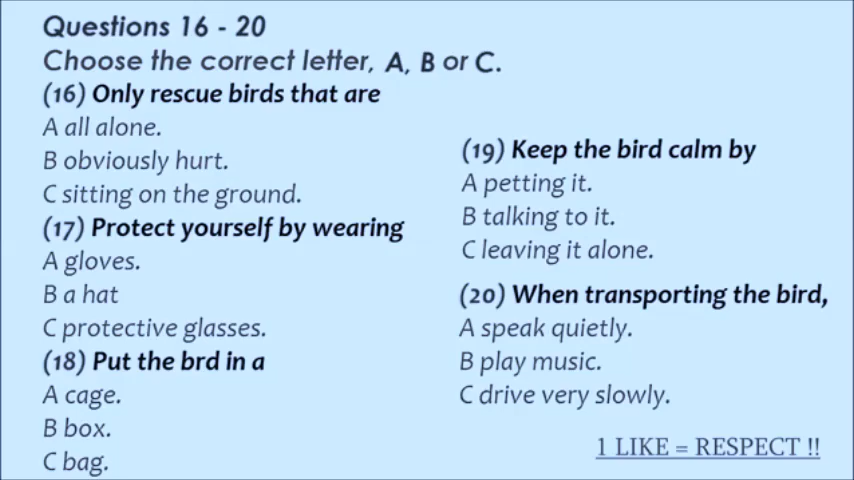 Questions 16 - 20
Choose the correct letter, A, B or C.
(16) Only rescue birds that are
A all alone.
B obviously hurt.
C sitting on the ground.
(17) Protect yourself by wearing
A gloves.
B a hat
C protective glasses.
(18) Put the brd in a
A cage.
B box.
C bag.
(19) Keep the bird calm by
A petting it.
B talking to it.
C leaving it alone.
(20) When transporting the bird,
A speak quietly.
B play music.
C drive very slowly.
1 LIKE = RESPECT !!